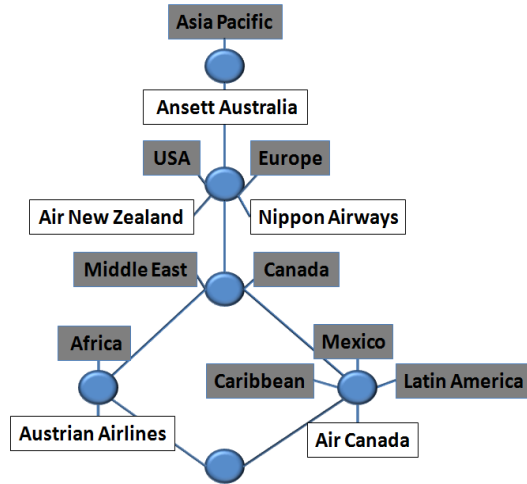 Asia Pacific
Ansett Australia
USA
Europe
Air New Zealand
Nippon Airways
Middle East
Canada
Africa
Mexico
Caribbean
Latin America
Austrian Airlines
Air Canada